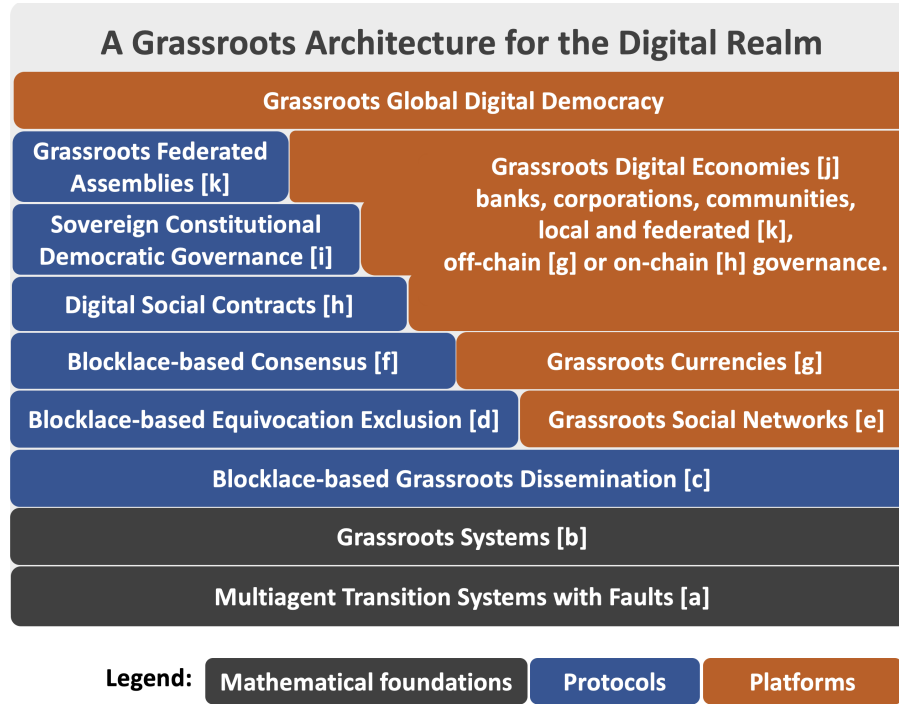 A Grassroots Architecture for the Digital Realm
Grassroots Global Digital Democracy
Grassroots Federated
Assemblies [k]
Grassroots Digital Economies [j]
banks, corporations, communities,
local and federated [k],
off-chain [g] or on-chain [h] governance.
Sovereign Constitutional
Democratic Governance [i]
Digital Social Contracts [h]
Blocklace-based Consensus [f]
Grassroots Currencies [g]
Blocklace-based Equivocation Exclusion [d]
Grassroots Social Networks [e]
Blocklace-based Grassroots Dissemination [c]
Grassroots Systems [b]
Multiagent Transition Systems with Faults [a]
Legend:
Mathematical foundations
Protocols
Platforms